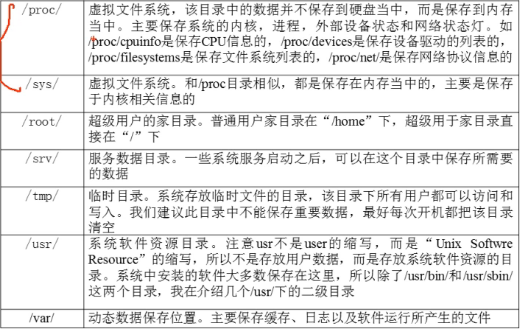 /proc/
虚拟文件系统，该目录中的数据并不保存到硬盘当中，而是保存到内存
当中。主要保存系统的内核，进程，外部设备状态和网络状态灯。如
/proc/cpuinfo是保存CPU信息的，/proc/devices是保存设备驱动的列表的，
/proc/filesystems是保存文件系统列表的，/proc/net/是保存网络协议信息的
/sys/
虚拟文件系统。和/proc目录相似，都是保存在内存当中的，主要是保存
于内核相关信息的
/root/
超级用户的家目录。普通用户家目录在“/home”下，超级用于家目录直
接在“/”下
/srv/
服务数据目录。一些系统服务启动之后，可以在这个目录中保存所需要
的数据
/tmp/
临时目录。系统存放临时文件的目录，该目录下所有用户都可以访问和
写入。我们建议此目录中不能保存重要数据，最好每次开机都把该目录
清空
/usr/
系统软件资源目录。注意usr不是user的缩写，而是“Unix Softwre
Resource”的缩写，所以不是存放用户数据，而是存放系统软件资源的目
录。系统中安装的软件大多数保存在这里，所以除了/usr/bin/和/usr/sbin/
这两个目录，我在介绍几个/usr/下的二级目录
/var/
动态数据保存位置。主要保存缓存、日志以及软件运行所产生的文件